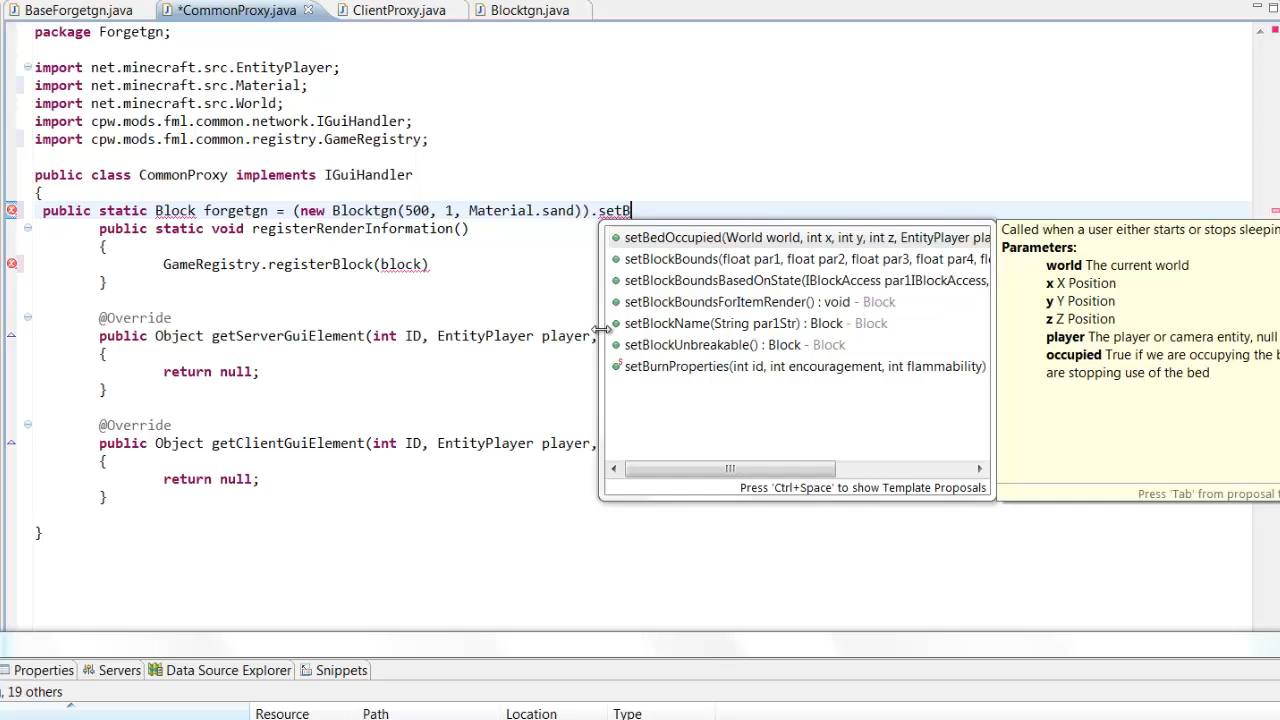 BaseForgetgn.java *CommonProxy.java ClientProxy.java Blocktgn.java
package Forgetgn;
import net.minecraft.src.EntityPlayer;
import net.minecraft.src.Material;
import net.minecraft.src.World;
import cpw.mods.fml.common.network.IGuiHandler;
import cpw.mods.fml.common.registry.GameRegistry;
public class CommonProxy implements IGuiHandler
{
public static Block forgetgn = (new Blocktgn(500, 1, Material.sand)).setB
public static void registerRenderInformation()
{
GameRegistry.registerBlock(block)
}
@Override
public Object getServerGuiElement(int ID, EntityPlayer player,
{
return null;
}
@Override
public Object getClientGuiElement(int ID, EntityPlayer player,
{
return null;
}
}
setBedOccupied(World world, int x, int y, int z, EntityPlayer pla
setBlockBounds(float par1, float par2, float par3, float par4, f
setBlockBoundsBasedOnState(IBlockAccess par1IBlockAccess,
setBlockBoundsForItemRender() : void - Block
setBlockName(String par1Str) : Block - Block
setBlockUnbreakable() : Block - Block
setBurnProperties(int id, int encouragement, int flammability)
Press 'Ctrl+Space' to show Template Proposals
Called when a user either starts or stops sleepin
Parameters:
world The current world
x X Position
y Y Position
z Z Position
player The player or camera entity, null
occupied True if we are occupying the b
are stopping use of the bed
Press 'Tab' from proposal t
Properties Servers Data Source Explorer Snippets
, 19 others
Resource Path Location Type